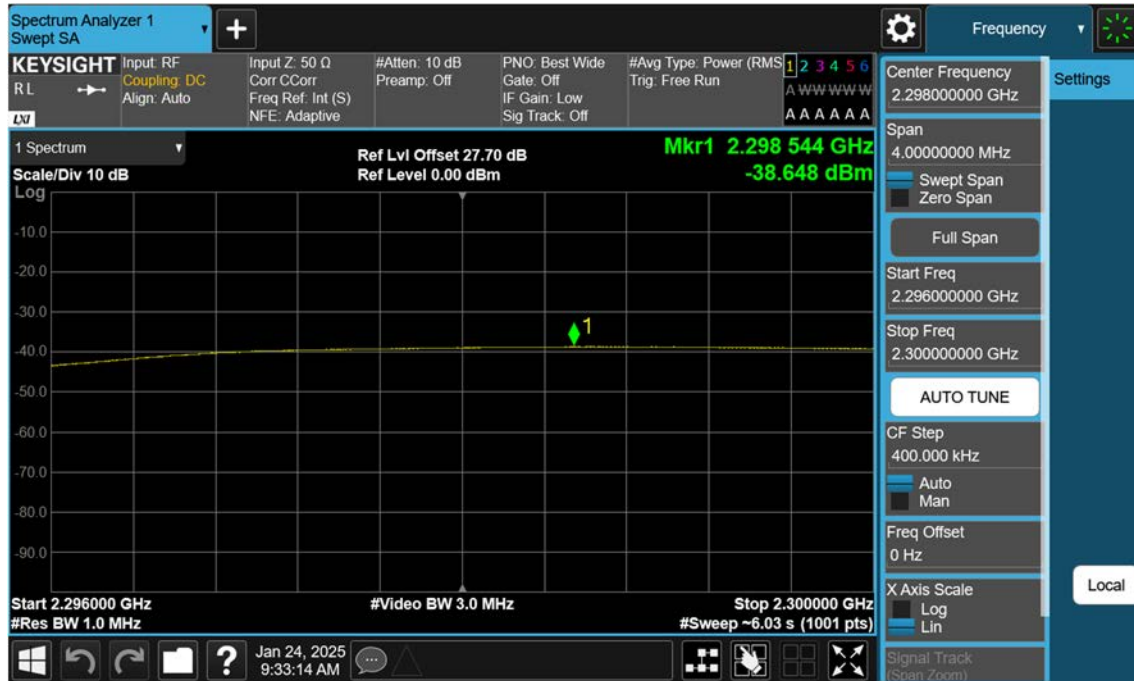 Spectrum Analyzer 1
Swept SA
Frequency
KEYSIGHT
RL
LXI
Input: RF
Coupling: DC
Align: Auto
Input Z: 50 Ω
Corr CCorr
Freq Ref: Int (S)
NFE: Adaptive
#Atten: 10 dB
Preamp: Off
PNO: Best Wide
Gate: Off
IF Gain: Low
Sig Track: Off
#Avg Type: Power (RMS
Trig: Free Run
1 2 3 4 5 6
A W W W W W
A A A A A A
1 Spectrum
Scale/Div 10 dB
Ref Lvl Offset 27.70 dB
Ref Level 0.00 dBm
Mkr1 2.298 544 GHz
-38.648 dBm
Log
-10.0
-20.0
-30.0
1
-40.0
-50.0
-60.0
-70.0
-80.0
-90.0
Start 2.296000 GHz
#Res BW 1.0 MHz
#Video BW 3.0 MHz
Stop 2.300000 GHz
#Sweep ~6.03 s (1001 pts)
Center Frequency
2.298000000 GHz
Span
4.00000000 MHz
Swept Span
Zero Span
Full Span
Start Freq
2.296000000 GHz
Stop Freq
2.300000000 GHz
AUTO TUNE
CF Step
400.000 kHz
Auto
Man
Freq Offset
0 Hz
X Axis Scale
Log
Lin
Signal Track
(Span Zoom)
Settings
Local
?
Jan 24, 2025
9:33:14 AM